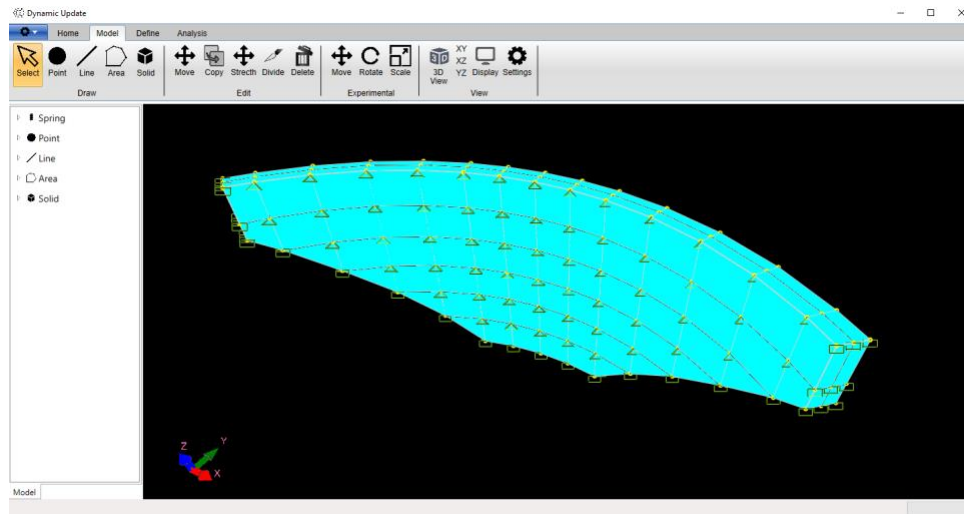 Dynamic Update
Home Model Define Analysis
Select Point Line Area Solid Move Copy Strecth Divide Delete Move Rotate Scale 3D View XY XZ YZ Display Settings
Draw Edit Experimental View
Spring
Point
Line
Area
Solid
Z Y X
Model